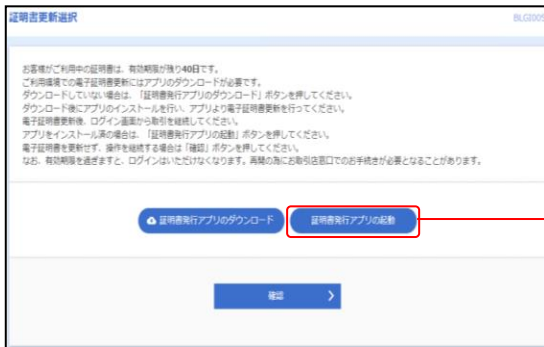 証明書更新選択
BLGI005
お客様がご利用中の証明書は、有効期限が残り40日です。
ご利用環境での電子証明書更新にはアプリのダウンロードが必要です。
ダウンロードしていない場合は、「証明書発行アプリのダウンロード」ボタンを押してください。
ダウンロード後にアプリのインストールを行い、アプリより電子証明書更新を行ってください。
電子証明書更新後、ログイン画面から取引を継続してください。
アプリをインストール済の場合は、「証明書発行アプリの起動」ボタンを押してください。
電子証明書を更新せず、操作を継続する場合は「確認」ボタンを押してください。
なお、有効期限を過ぎますと、ログインはいただけなくなります。再開の為にお取引店窓口でのお手続きが必要となることがあります。
証明書発行アプリのダウンロード
証明書発行アプリの起動
確認